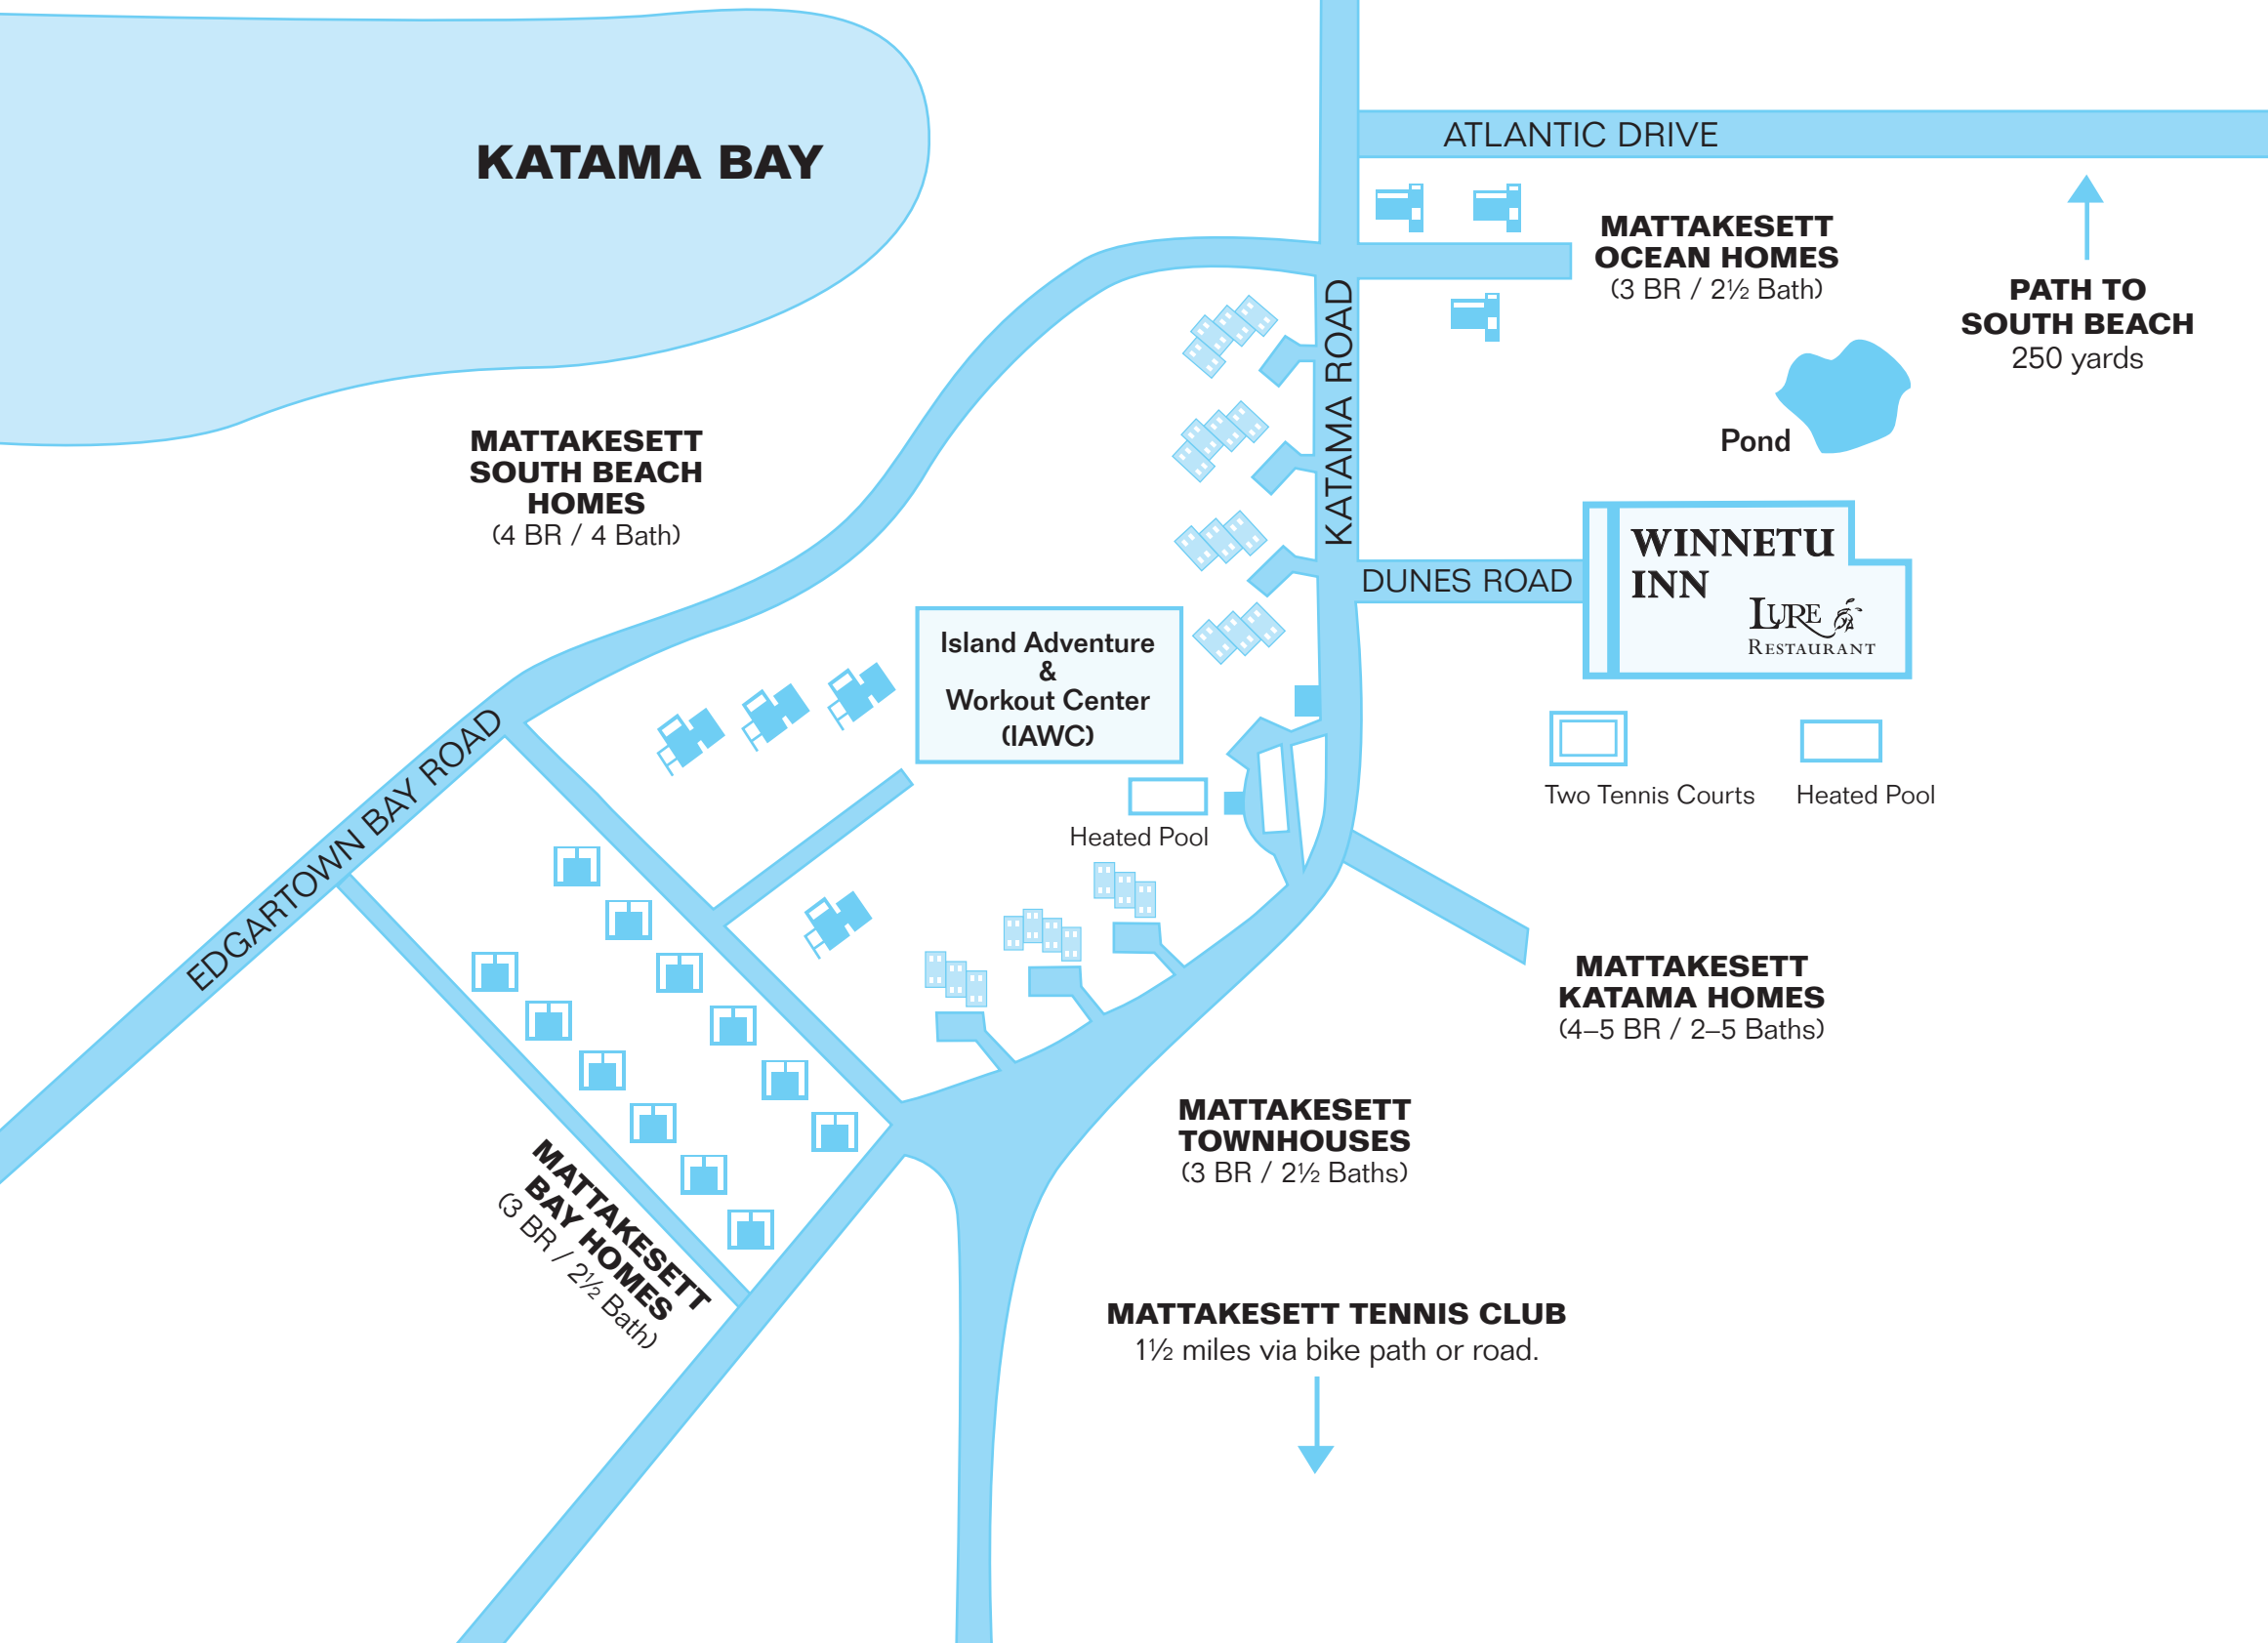 KATAMA BAY
ATLANTIC DRIVE
MATTAKESETT
OCEAN HOMES
(3 BR / 2½ Bath)
PATH TO
SOUTH BEACH
250 yards
KATAMA ROAD
Pond
MATTAKESETT
SOUTH BEACH
HOMES
(4 BR / 4 Bath)
WINNETU
INN
LURE
RESTAURANT
DUNES ROAD
Island Adventure
&
Workout Center
(IAWC)
Two Tennis Courts
Heated Pool
Heated Pool
EDGARTOWN BAY ROAD
MATTAKESETT
KATAMA HOMES
(4–5 BR / 2–5 Baths)
MATTAKESETT
TOWNHOUSES
(3 BR / 2½ Baths)
MATTAKESETT
BAY HOMES
(3 BR / 2½ Bath)
MATTAKESETT TENNIS CLUB
1½ miles via bike path or road.